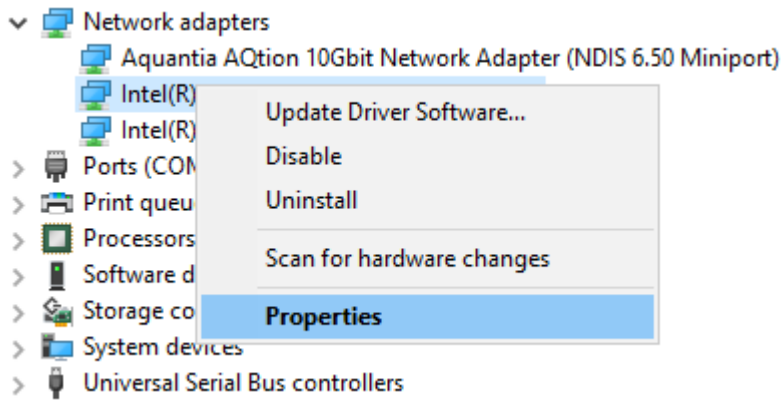 Network adapters
Aquantia AQtion 10Gbit Network Adapter (NDIS 6.50 Miniport)
Intel(R)
Intel(R)
Ports (COM
Print queu
Processors
Software d
Storage co
System devices
Universal Serial Bus controllers
Update Driver Software...
Disable
Uninstall
Scan for hardware changes
Properties